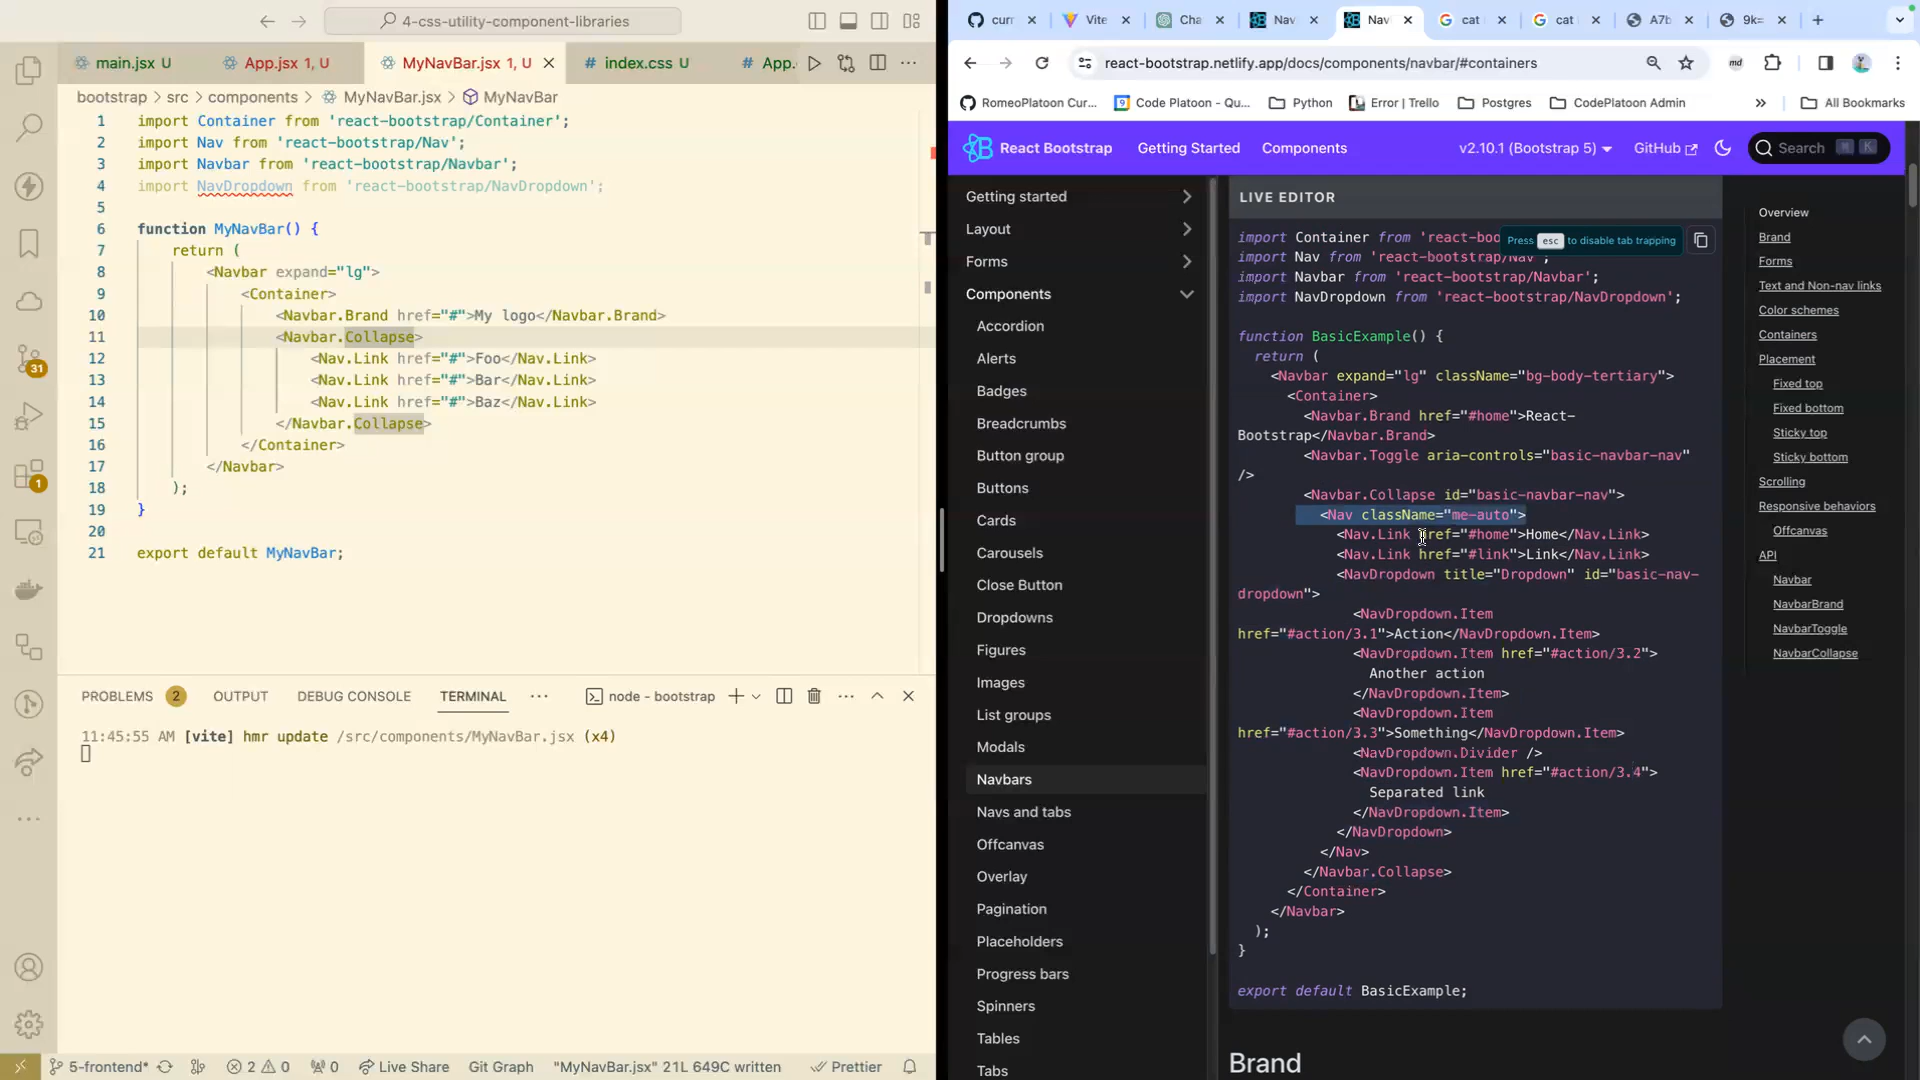 4-css-utility-component-libraries
main.jsx U
App.jsx 1, U
MyNavBar.jsx 1, U
index.css U
App.
bootstrap > src > components > MyNavBar.jsx > MyNavBar
1 import Container from 'react-bootstrap/Container';
2 import Nav from 'react-bootstrap/Nav';
3 import Navbar from 'react-bootstrap/Navbar';
4 import NavDropdown from 'react-bootstrap/NavDropdown';
5
6 function MyNavBar() {
7 return (
8 <Navbar expand="lg">
9 <Container>
10 <Navbar.Brand href="#">My logo</Navbar.Brand>
11 <Navbar.Collapse>
12 <Nav.Link href="#">Foo</Nav.Link>
13 <Nav.Link href="#">Bar</Nav.Link>
14 <Nav.Link href="#">Baz</Nav.Link>
15 </Navbar.Collapse>
16 </Container>
17 </Navbar>
18 );
19 }
20
21 export default MyNavBar;
31
1
PROBLEMS 2 OUTPUT DEBUG CONSOLE TERMINAL ··· node - bootstrap
11:45:55 AM [vite] hmr update /src/components/MyNavBar.jsx (x4)
5-frontend* 2 0 0 Live Share Git Graph "MyNavBar.jsx" 21L 649C written Prettier
curr
Vite
Cha
Nav
Nav
cat
cat
A7b
9k=
react-bootstrap.netlify.app/docs/components/navbar/#containers
md
RomeoPlatoon Cur...
Code Platoon - Qu...
Python
Error | Trello
Postgres
CodePlatoon Admin
»
All Bookmarks
React Bootstrap
Getting Started
Components
v2.10.1 (Bootstrap 5)
GitHub
Search ⌘ K
Getting started
Layout
Forms
Components
Accordion
Alerts
Badges
Breadcrumbs
Button group
Buttons
Cards
Carousels
Close Button
Dropdowns
Figures
Images
List groups
Modals
Navbars
Navs and tabs
Offcanvas
Overlay
Pagination
Placeholders
Progress bars
Spinners
Tables
Tabs
LIVE EDITOR
Press esc to disable tab trapping
import Container from 'react-boo
import Nav from 'react-bootstrap/Nav';
import Navbar from 'react-bootstrap/Navbar';
import NavDropdown from 'react-bootstrap/NavDropdown';
function BasicExample() {
return (
<Navbar expand="lg" className="bg-body-tertiary">
<Container>
<Navbar.Brand href="#home">React-
Bootstrap</Navbar.Brand>
<Navbar.Toggle aria-controls="basic-navbar-nav"
/>
<Navbar.Collapse id="basic-navbar-nav">
<Nav className="me-auto">
<Nav.Link href="#home">Home</Nav.Link>
<Nav.Link href="#link">Link</Nav.Link>
<NavDropdown title="Dropdown" id="basic-nav-
dropdown">
<NavDropdown.Item
href="#action/3.1">Action</NavDropdown.Item>
<NavDropdown.Item href="#action/3.2">
Another action
</NavDropdown.Item>
<NavDropdown.Item
href="#action/3.3">Something</NavDropdown.Item>
<NavDropdown.Divider />
<NavDropdown.Item href="#action/3.4">
Separated link
</NavDropdown.Item>
</NavDropdown>
</Nav>
</Navbar.Collapse>
</Container>
</Navbar>
);
}
export default BasicExample;
Brand
Overview
Brand
Forms
Text and Non-nav links
Color schemes
Containers
Placement
Fixed top
Fixed bottom
Sticky top
Sticky bottom
Scrolling
Responsive behaviors
Offcanvas
API
Navbar
NavbarBrand
NavbarToggle
NavbarCollapse